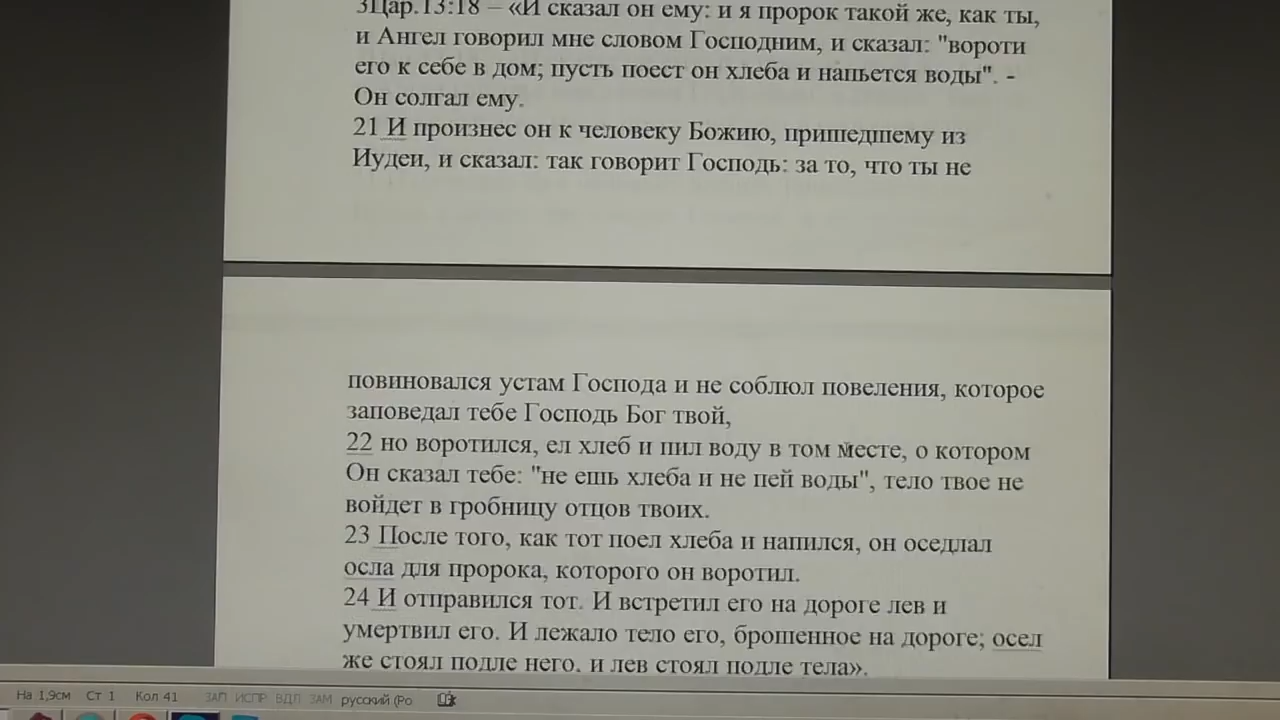 3Цар.13:18 – «И сказал он ему: и я пророк такой же, как ты,
и Ангел говорил мне словом Господним, и сказал: "вороти
его к себе в дом; пусть поест он хлеба и напьется воды". -
Он солгал ему.
21 И произнес он к человеку Божию, пришедшему из
Иудеи, и сказал: так говорит Господь: за то, что ты не
повиновался устам Господа и не соблюл повеления, которое
заповедал тебе Господь Бог твой,
22 но воротился, ел хлеб и пил воду в том месте, о котором
Он сказал тебе: "не ешь хлеба и не пей воды", тело твое не
войдет в гробницу отцов твоих.
23 После того, как тот поел хлеба и напился, он оседлал
осла для пророка, которого он воротил.
24 И отправился тот. И встретил его на дороге лев и
умертвил его. И лежало тело его, брошенное на дороге; осел
же стоял подле него, и лев стоял подле тела».
На 1,9см Ст 1 Кол 41 ЗАП ИСПР ВДЛ ЗАМ русский (Ро